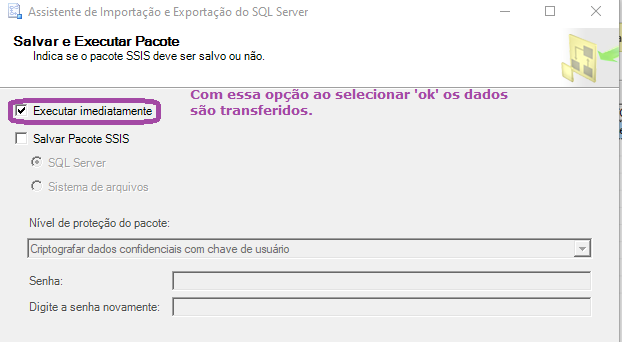 Assistente de Importação e Exportação do SQL Server
Salvar e Executar Pacote
Indica se o pacote SSIS deve ser salvo ou não.
Com essa opção ao selecionar 'ok' os dados
são transferidos.
Executar imediatamente
Salvar Pacote SSIS
SQL Server
Sistema de arquivos
Nível de proteção do pacote:
Criptografar dados confidenciais com chave de usuário
Senha:
Digite a senha novamente: